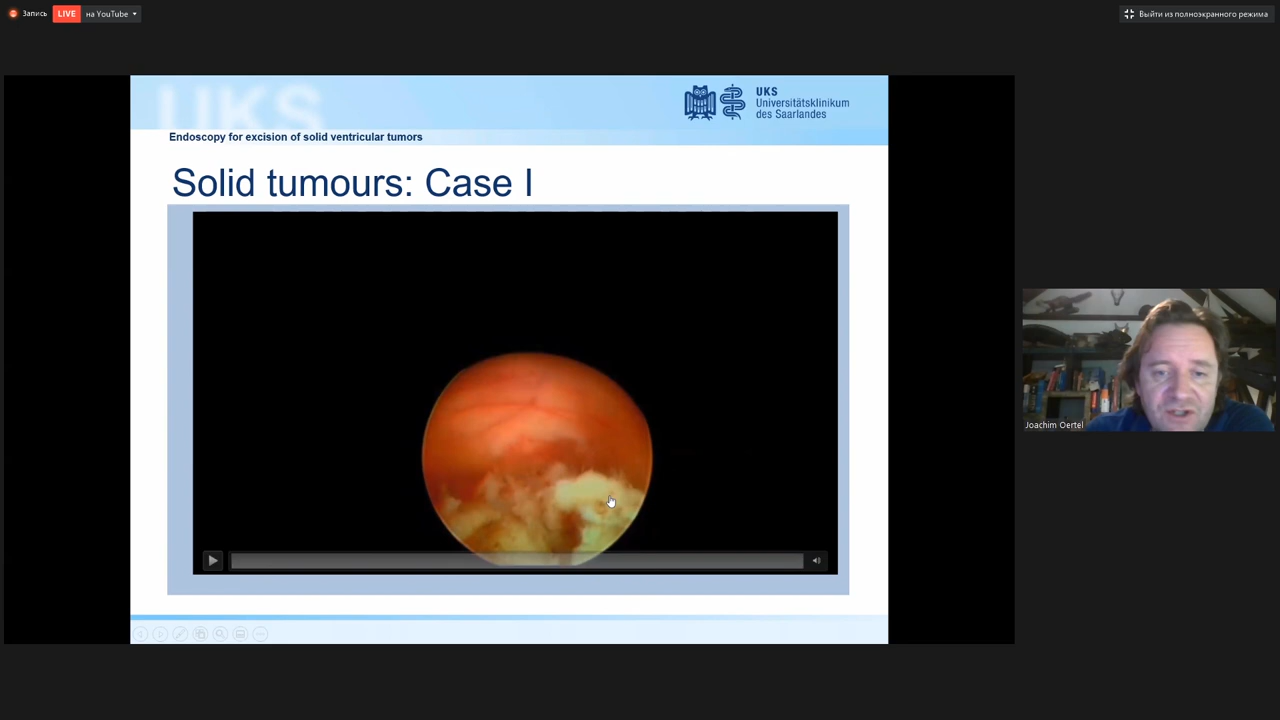 Запись LIVE на YouTube Выйти из полноэкранного режима
UKS
UKS
Universitätsklinikum
des Saarlandes
Endoscopy for excision of solid ventricular tumors
Solid tumours: Case I
Joachim Oertel